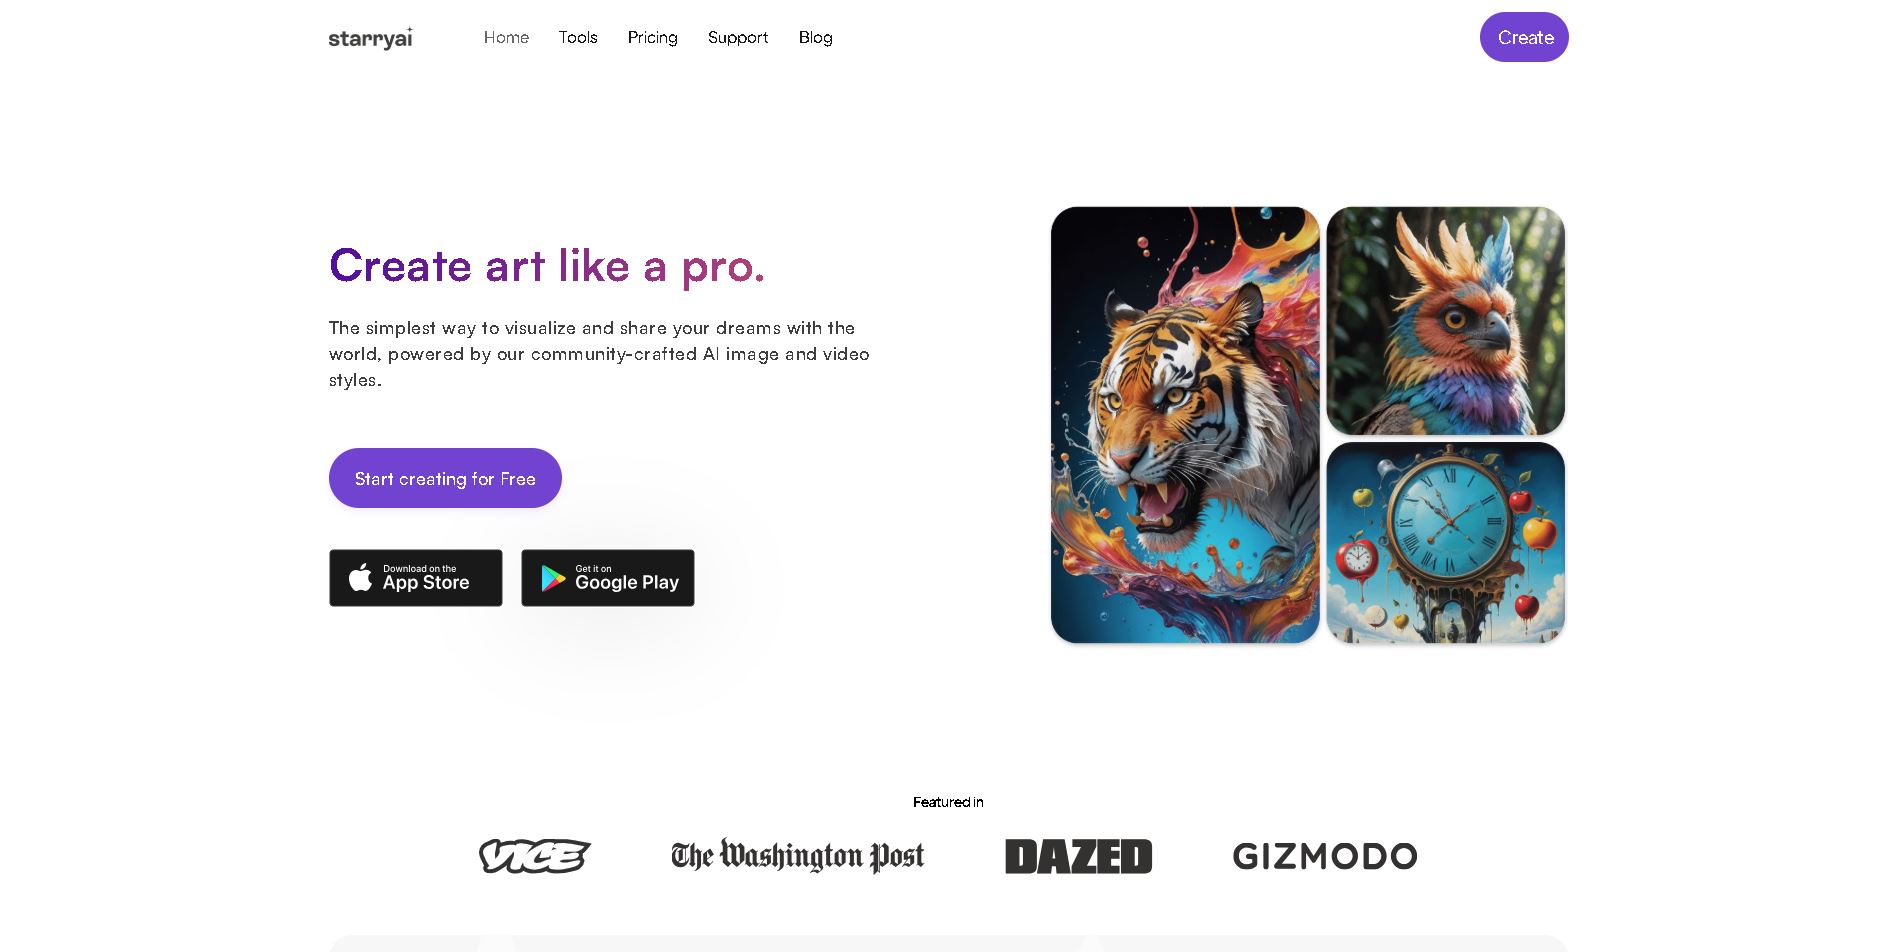 starryai
Home
Tools
Pricing
Support
Blog
Create
Create art like a pro.
The simplest way to visualize and share your dreams with the
world, powered by our community-crafted AI image and video
styles.
Start creating for Free
Download on the
App Store
Get it on
Google Play
Featured in
VICE
The Washington Post
DAZED
GIZMODO